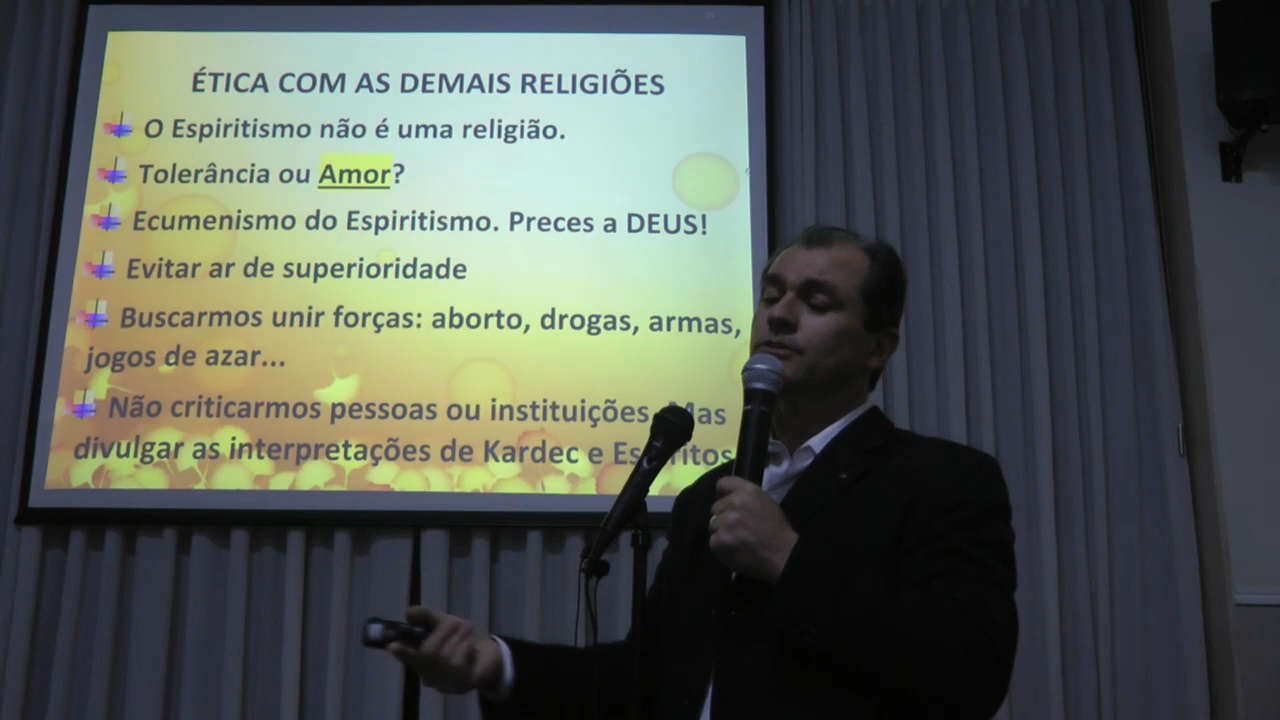 ÉTICA COM AS DEMAIS RELIGIÕES
O Espiritismo não é uma religião.
Tolerância ou Amor?
Ecumenismo do Espiritismo. Preces a DEUS!
Evitar ar de superioridade
Buscarmos unir forças: aborto, drogas, armas,
jogos de azar...
Não criticarmos pessoas ou instituições. Mas
divulgar as interpretações de Kardec e Espíritos